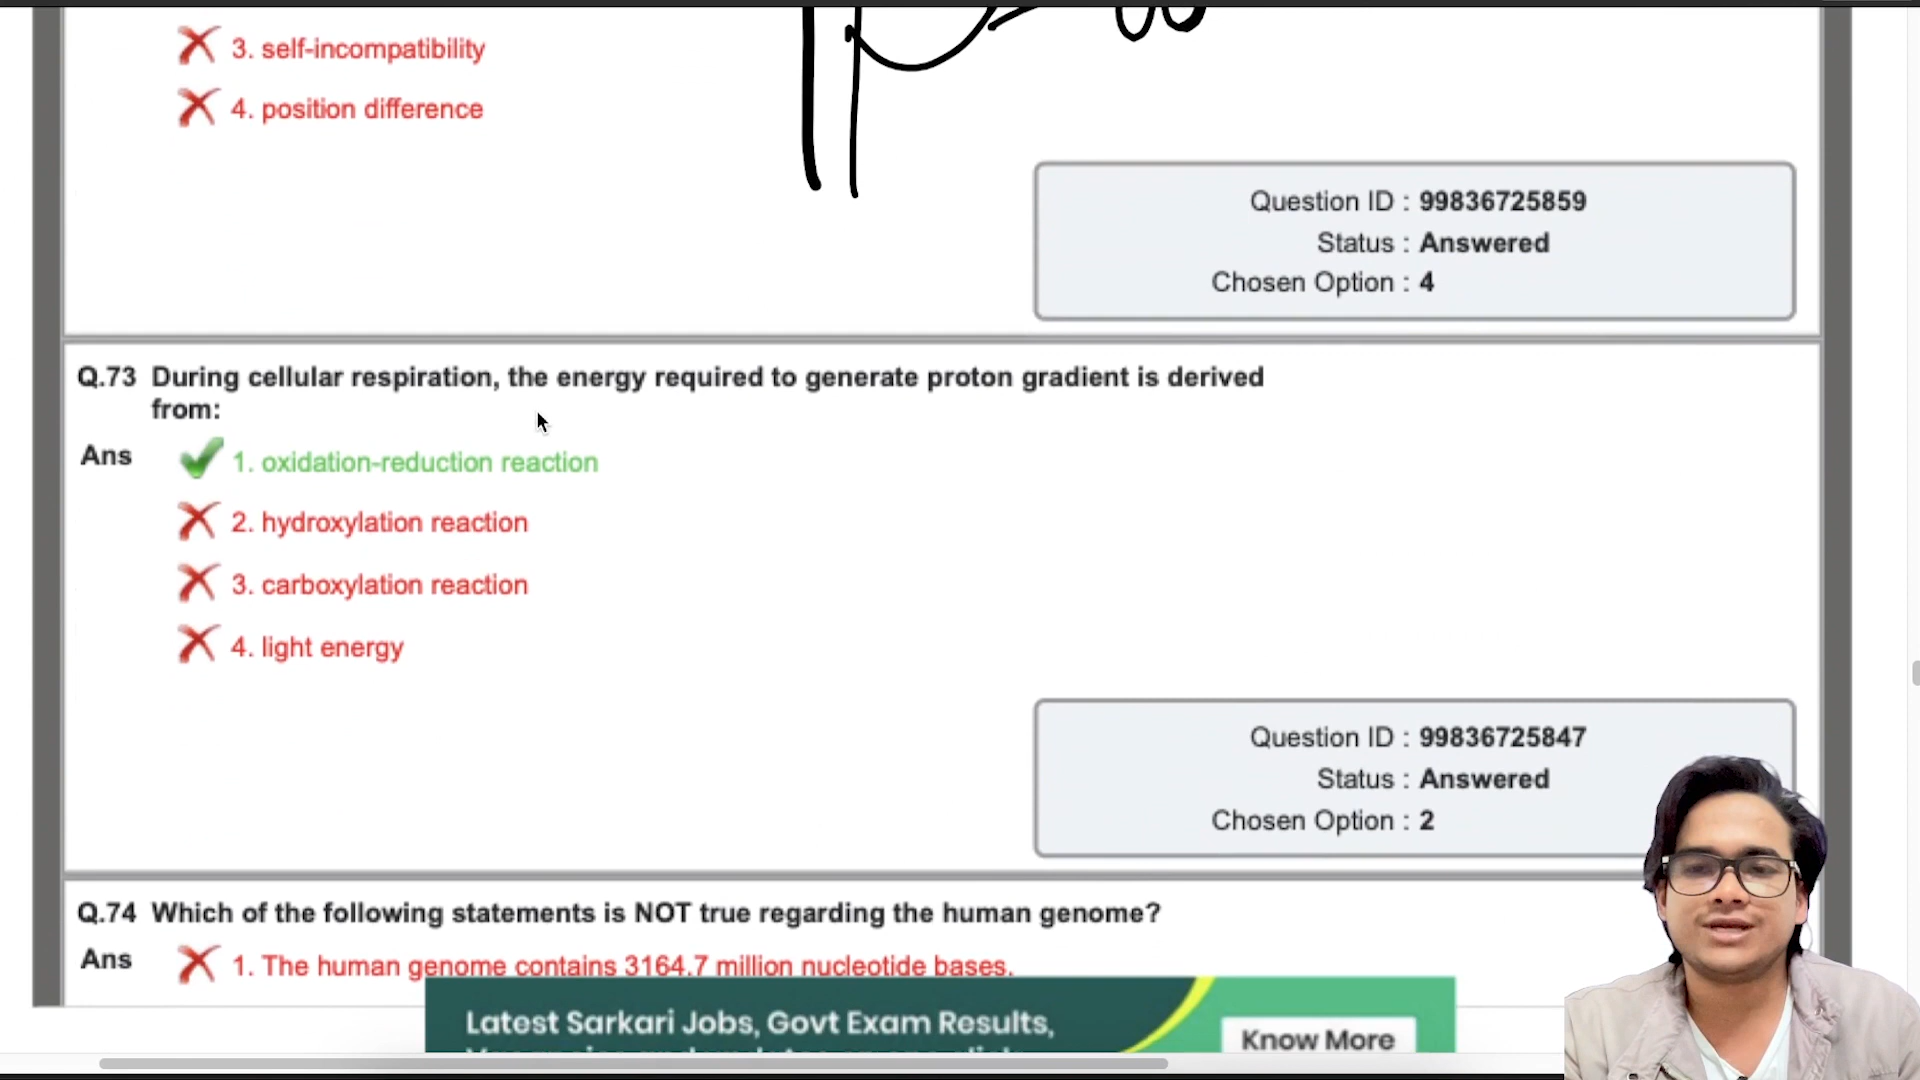 3. self-incompatibility
4. position difference
Question ID : 99836725859
Status : Answered
Chosen Option : 4
Q.73 During cellular respiration, the energy required to generate proton gradient is derived
from:
Ans 1. oxidation-reduction reaction
2. hydroxylation reaction
3. carboxylation reaction
4. light energy
Question ID : 99836725847
Status : Answered
Chosen Option : 2
Q.74 Which of the following statements is NOT true regarding the human genome?
Ans 1. The human genome contains 3164.7 million nucleotide bases.
Latest Sarkari Jobs, Govt Exam Results,
Know More